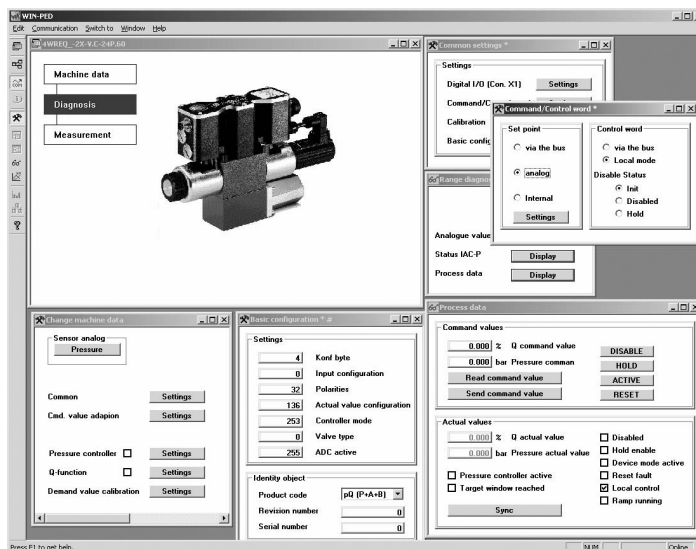 WIN-PED
Edit Communication Switch to Window Help
4WREQ_-2X-V.E-24P.60
Machine data
Diagnosis
Measurement
Common settings *
Settings
Digital I/O (Con. X1) Settings
Calibration
Basic config
Command/Control word *
Set point
via the bus
analog
Internal
Settings
Control word
via the bus
Local mode
Disable Status
Init
Disabled
Hold
Range diagno
Analogue value
Status IAC-P Display
Process data Display
Change machine data
Sensor analog
Pressure
Common Settings
Cmd. value adapion Settings
Pressure controller Settings
Q-function Settings
Demand value calibration Settings
Basic configuration * #
Settings
4 Konf byte
0 Input configuration
32 Polarities
136 Actual value configuration
253 Controller mode
0 Valve type
255 ADC active
Identity object
Product code pQ (P+A+B)
Revision number 0
Serial number 0
Process data
Command values
0.000 % Q command value
0.000 bar Pressure comman
Read command value
Send command value
DISABLE
HOLD
ACTIVE
RESET
Actual values
0.000 % Q actual value
0.000 bar Pressure actual value
Pressure controller active
Target window reached
Sync
Disabled
Hold enable
Device mode active
Reset fault
Local control
Ramp running
Press F1 to get help. NUM Online